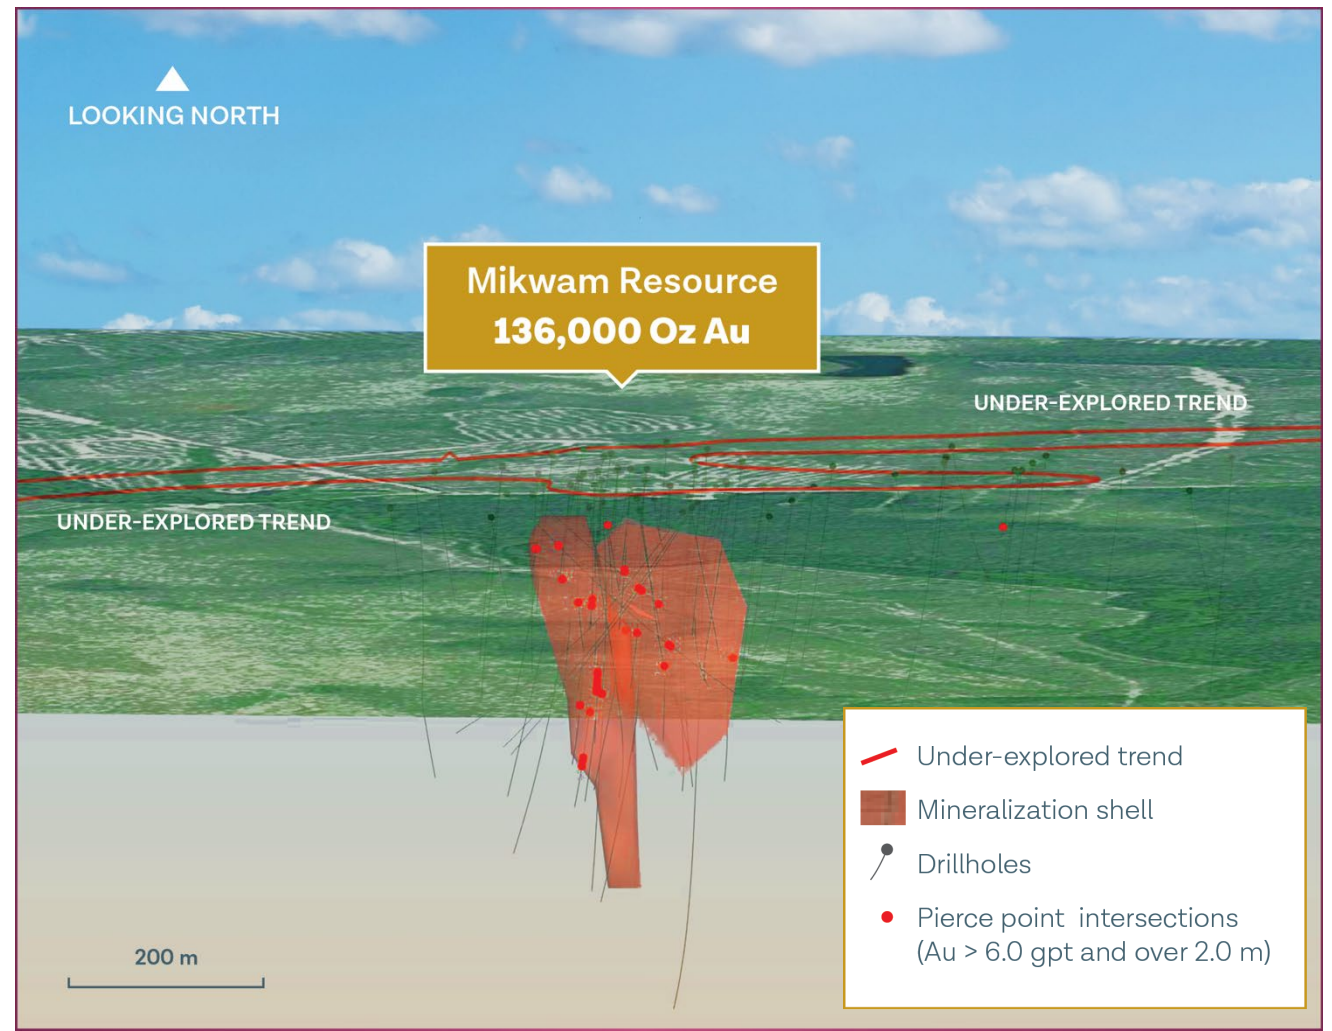 LOOKING NORTH
Mikwam Resource
136,000 Oz Au
UNDER-EXPLORED TREND
UNDER-EXPLORED TREND
Under-explored trend
Mineralization shell
Drillholes
Pierce point intersections
(Au > 6.0 gpt and over 2.0 m)
200 m